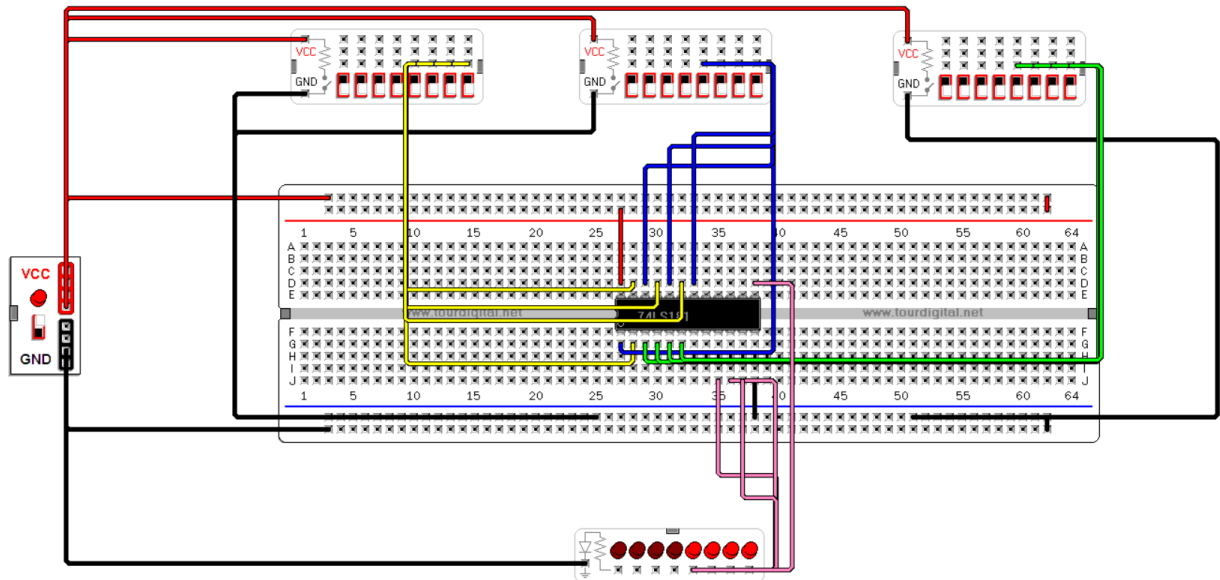 VCC
GND
VCC
GND
VCC
GND
1 5 10 15 20 25 30 35 40 45 50 55 60 64
A A
B B
C C
D D
E E
VCC
GND
www.tourdigital.net 74LS181 www.tourdigital.net
F F
G G
H H
I I
J J
1 5 10 15 20 25 30 35 40 45 50 55 60 64